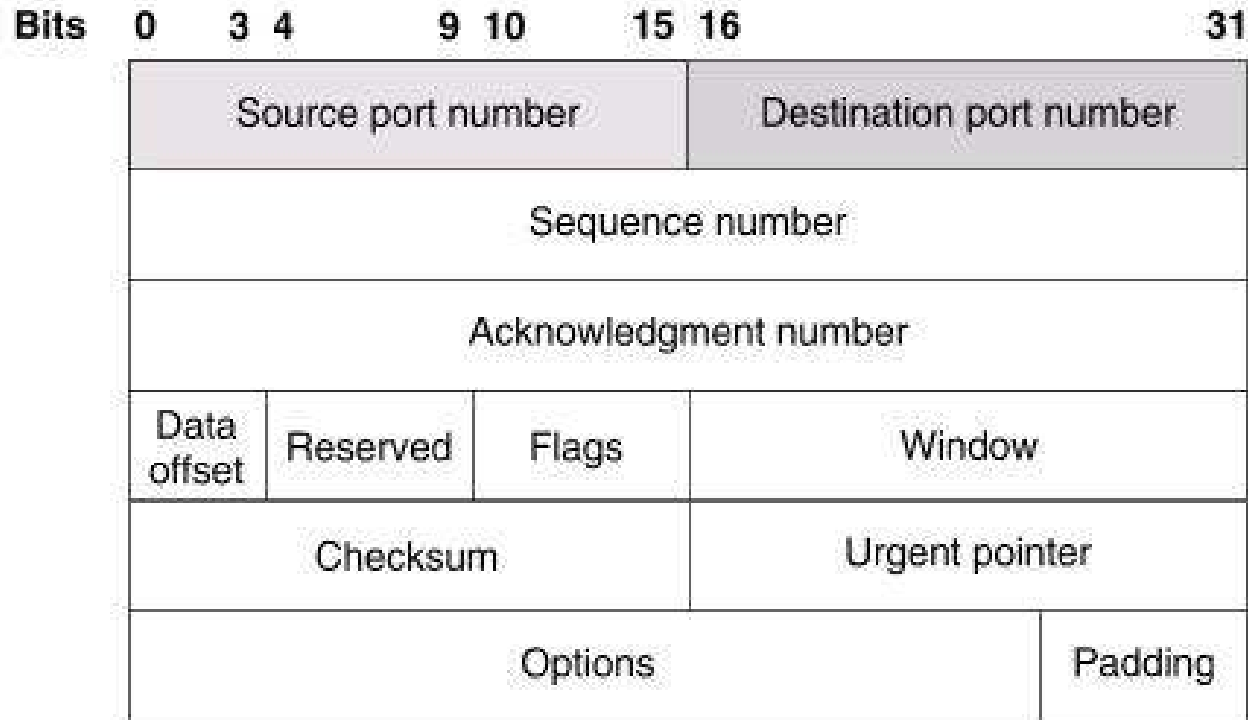 Bits 0 3 4 9 10 15 16 31
Source port number Destination port number
Sequence number
Acknowledgment number
Data
offset
Reserved Flags Window
Checksum Urgent pointer
Options Padding